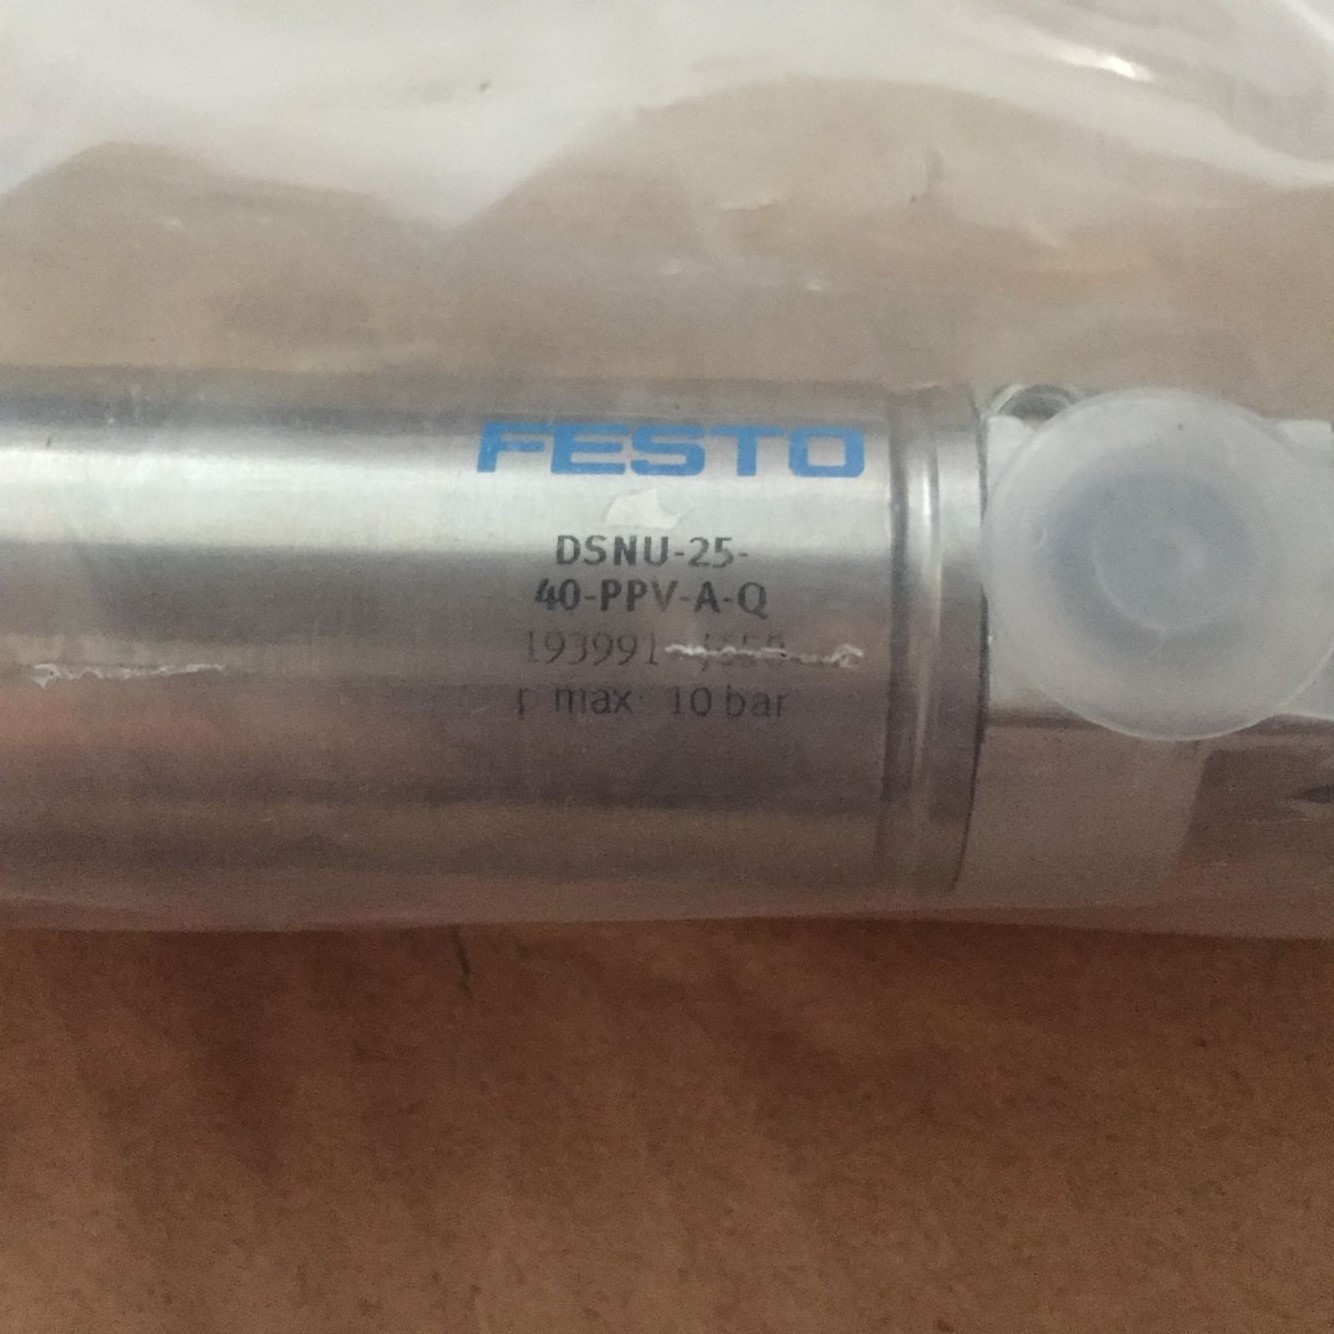 FESTO
DSNU-25-
40-PPV-A-Q
193991
max: 10 bar